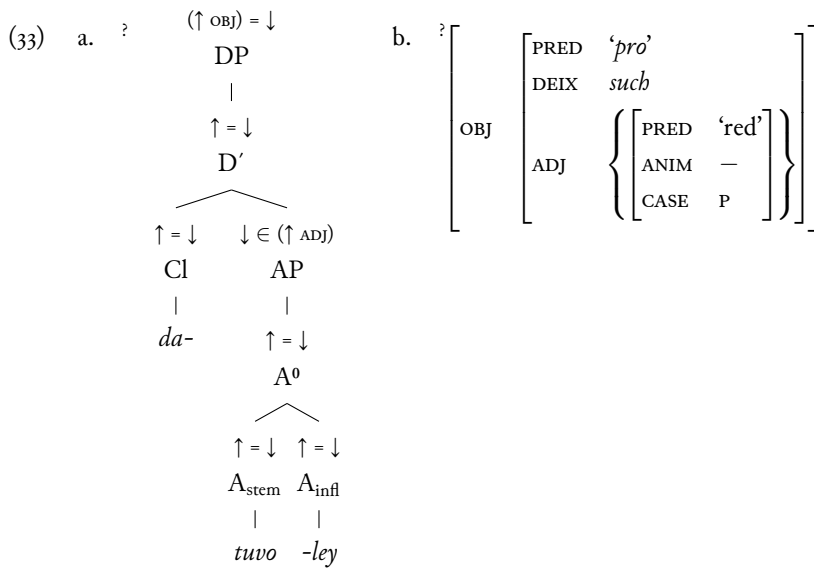 (33) a. ? (↑ OBJ) = ↓
DP
↑ = ↓
D′
↑ = ↓ ↓ ∈ (↑ ADJ)
Cl AP
da- ↑ = ↓
A⁰
↑ = ↓ ↑ = ↓
Astem Ainfl
tuvo -ley
b. ?
PRED ‘pro’
DEIX such
OBJ ADJ
PRED ‘red’
ANIM —
CASE P